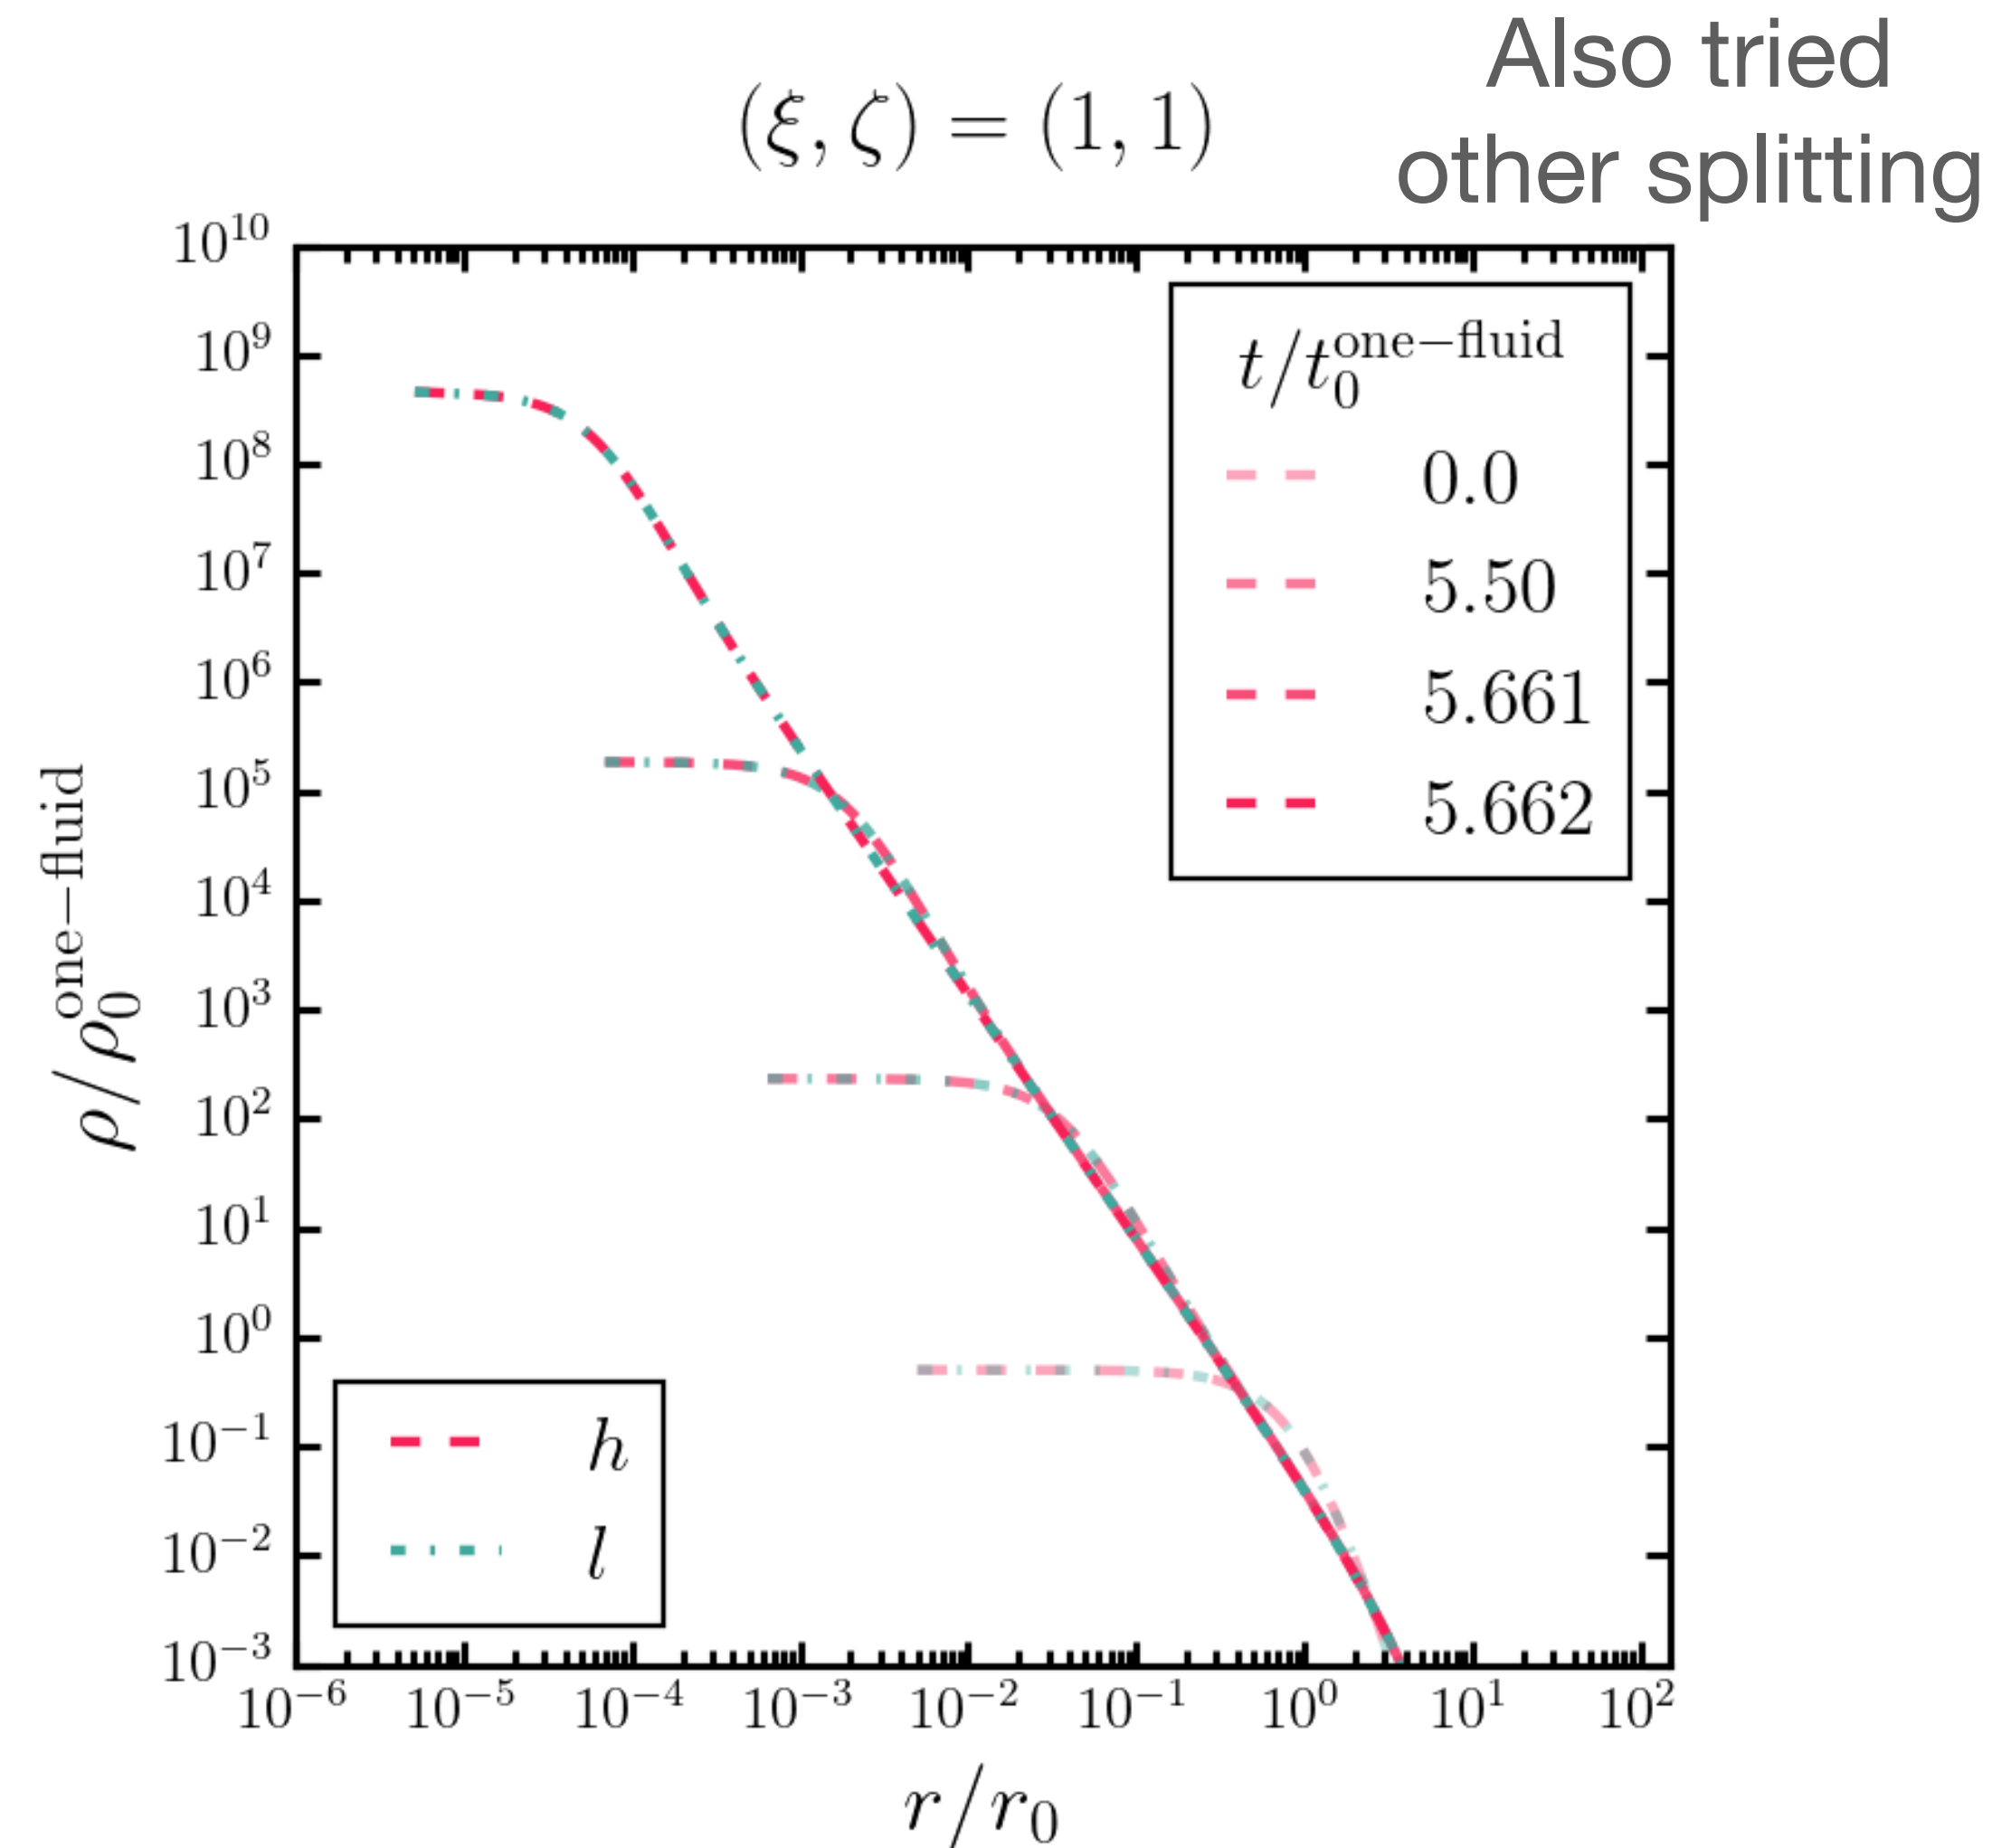 Also tried
other splitting
(ξ, ζ) = (1, 1)
10^10
10^9
10^8
10^7
10^6
10^5
10^4
10^3
10^2
10^1
10^0
10^−1
10^−2
10^−3
ρ/ρ_0^one−fluid
t/t_0^one−fluid
0.0
5.50
5.661
5.662
h
l
10^−6 10^−5 10^−4 10^−3 10^−2 10^−1 10^0 10^1 10^2
r/r_0